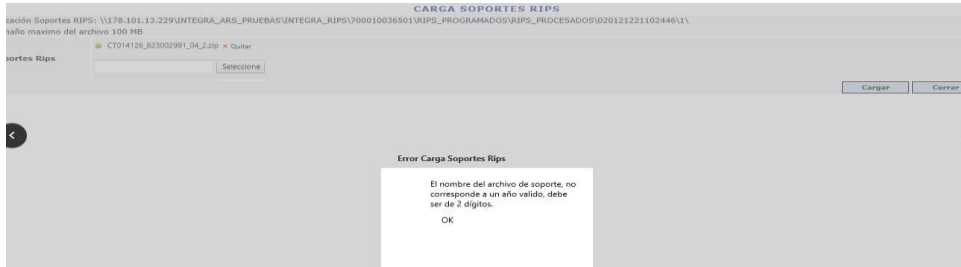 CARGA SOPORTES RIPS
cación Soportes RIPS: \\178.101.13.229\INTEGRA_ARS_PRUEBAS\INTEGRA_RIPS\700010036501\RIPS_PROGRAMADOS\RIPS_PROCESADOS\020121221102446\1\
maño maximo del archivo 100 MB
CT014126_823002991_04_2.zip × Quitar
portes Rips
Seleccione
Cargar Cerrar
Error Carga Soportes Rips
El nombre del archivo de soporte, no
corresponde a un año valido, debe
ser de 2 dígitos.
OK